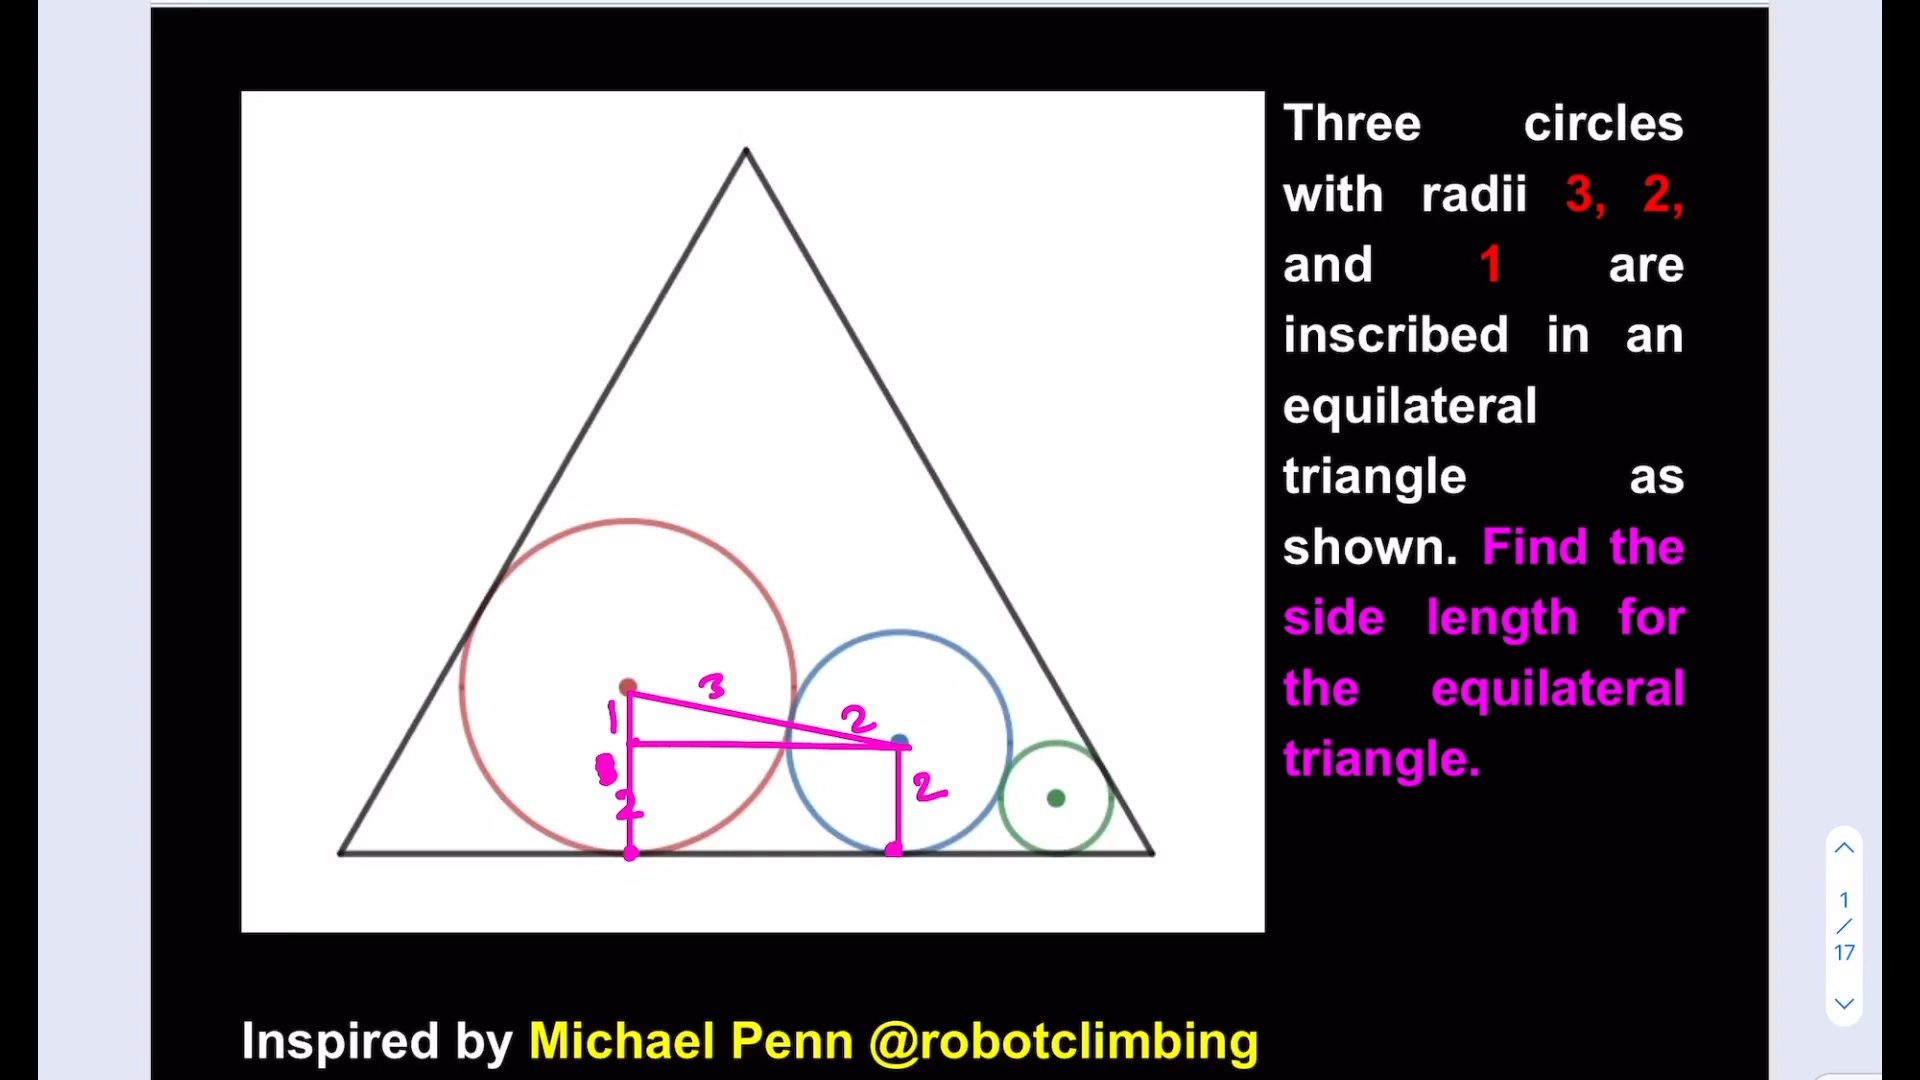 Three circles
with radii 3, 2,
and 1 are
inscribed in an
equilateral
triangle as
shown. Find the
side length for
the equilateral
triangle.
3
1
2
2
2
1
/
17
Inspired by Michael Penn @robotclimbing